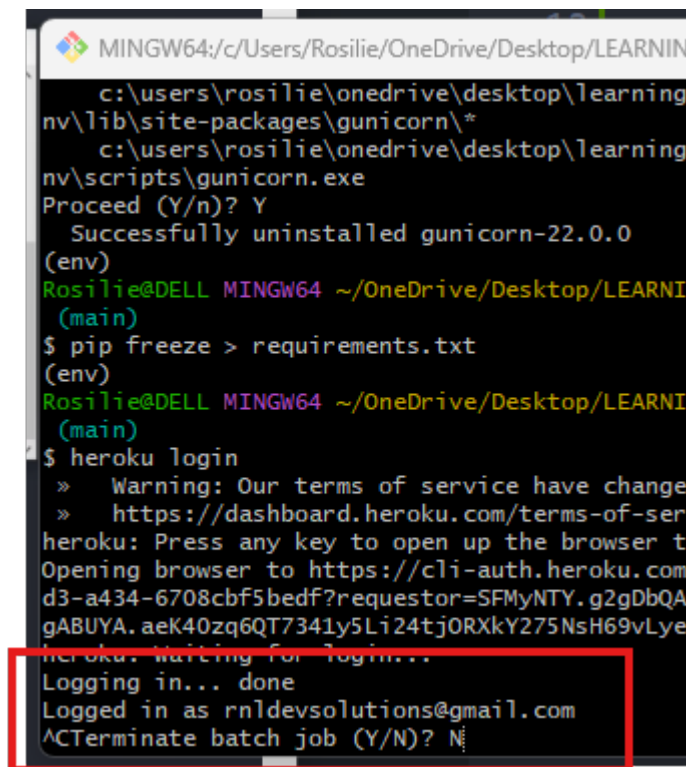 MINGW64:/c/Users/Rosilie/OneDrive/Desktop/LEARNIN
c:\users\rosilie\onedrive\desktop\learning
nv\lib\site-packages\gunicorn\*
c:\users\rosilie\onedrive\desktop\learning
nv\scripts\gunicorn.exe
Proceed (Y/n)? Y
Successfully uninstalled gunicorn-22.0.0
(env)
Rosilie@DELL MINGW64 ~/OneDrive/Desktop/LEARNI
(main)
$ pip freeze > requirements.txt
(env)
Rosilie@DELL MINGW64 ~/OneDrive/Desktop/LEARNI
(main)
$ heroku login
» Warning: Our terms of service have change
» https://dashboard.heroku.com/terms-of-ser
heroku: Press any key to open up the browser t
Opening browser to https://cli-auth.heroku.com
d3-a434-6708cbf5bedf?requestor=SFMyNTY.g2gDbQA
gABUYA.aeK40zq6QT7341y5Li24tjORXkY275NsH69vLye
heroku: Waiting for login...
Logging in... done
Logged in as rnldevsolutions@gmail.com
^CTerminate batch job (Y/N)? N